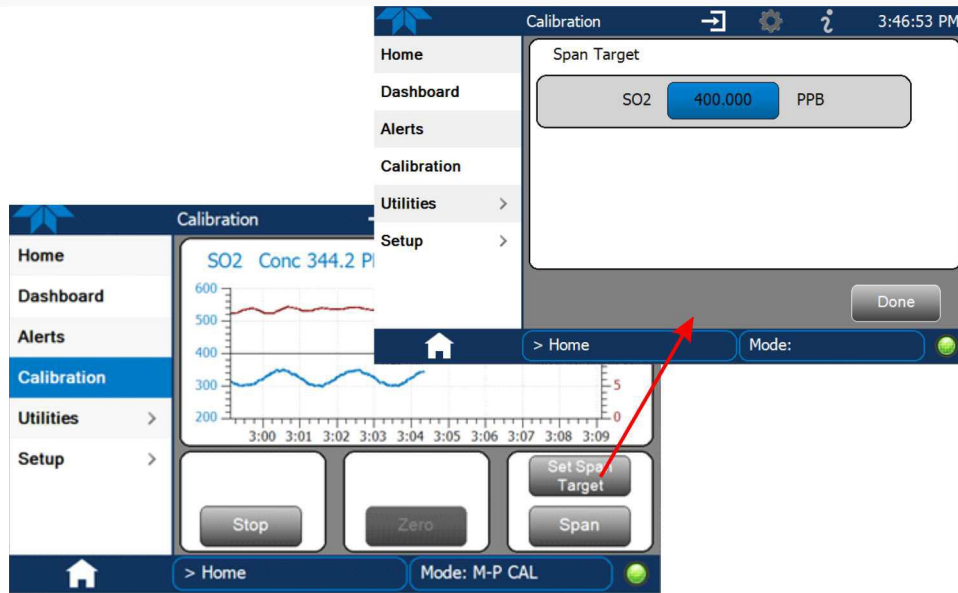 Calibration
3:46:53 PM
Home
Dashboard
Alerts
Calibration
Utilities >
Setup >
Span Target
SO2 400.000 PPB
Done
> Home
Mode:
Calibration
Home
Dashboard
Alerts
Calibration
Utilities >
Setup >
SO2 Conc 344.2
600
500
400
300
200
5
0
3:00 3:01 3:02 3:03 3:04 3:05 3:06 3:07 3:08 3:09
Stop
Zero
Set Span
Target
Span
> Home
Mode: M-P CAL